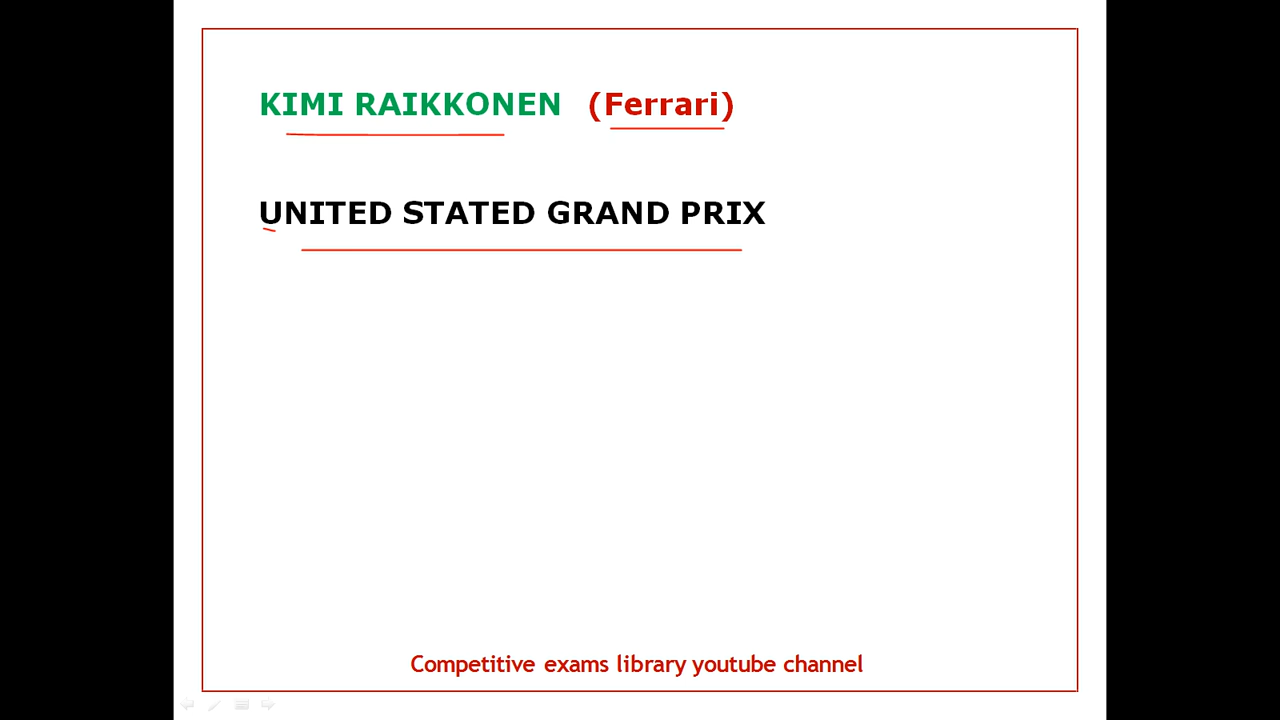 KIMI RAIKKONEN (Ferrari)
UNITED STATED GRAND PRIX
Competitive exams library youtube channel